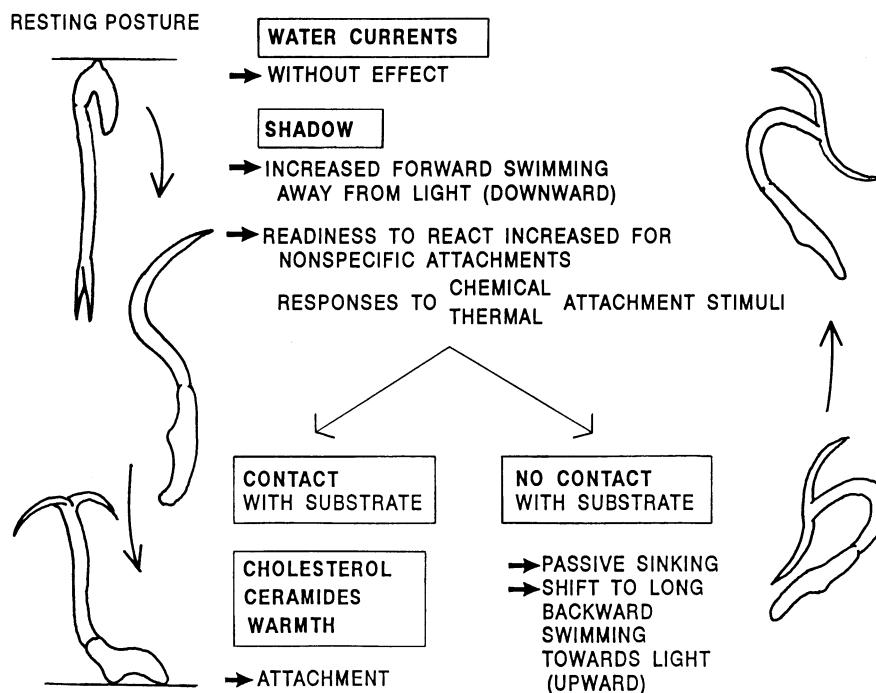 RESTING POSTURE
WATER CURRENTS
WITHOUT EFFECT
SHADOW
INCREASED FORWARD SWIMMING
AWAY FROM LIGHT (DOWNWARD)
READINESS TO REACT INCREASED FOR
NONSPECIFIC ATTACHMENTS
RESPONSES TO CHEMICAL THERMAL ATTACHMENT STIMULI
CONTACT
WITH SUBSTRATE
CHOLESTEROL
CERAMIDES
WARMTH
ATTACHMENT
NO CONTACT
WITH SUBSTRATE
PASSIVE SINKING
SHIFT TO LONG
BACKWARD
SWIMMING
TOWARDS LIGHT
(UPWARD)